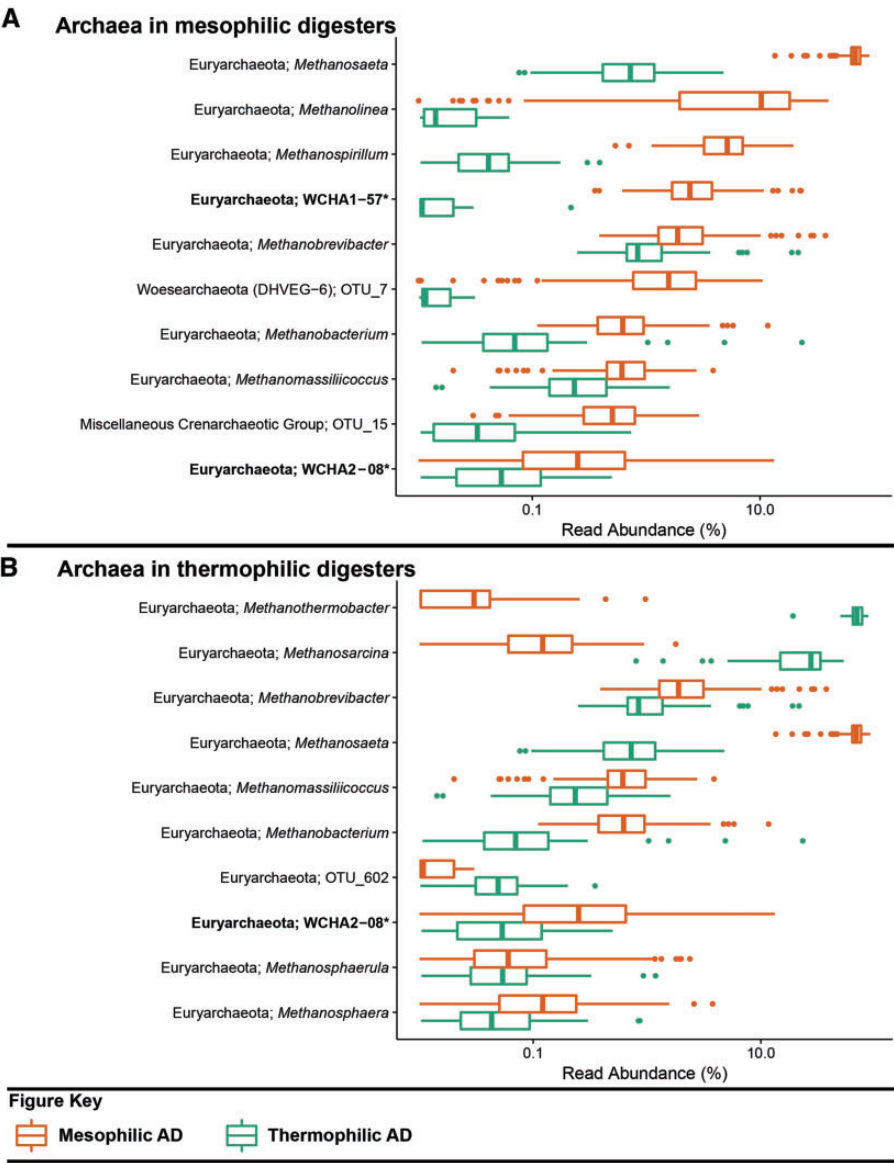 A Archaea in mesophilic digesters
Euryarchaeota; Methanosaeta
Euryarchaeota; Methanolinea
Euryarchaeota; Methanospirillum
Euryarchaeota; WCHA1-57*
Euryarchaeota; Methanobrevibacter
Woesearchaeota (DHVEG-6); OTU_7
Euryarchaeota; Methanobacterium
Euryarchaeota; Methanomassiliicoccus
Miscellaneous Crenarchaeotic Group; OTU_15
Euryarchaeota; WCHA2-08*
0.1 10.0
Read Abundance (%)
B Archaea in thermophilic digesters
Euryarchaeota; Methanothermobacter
Euryarchaeota; Methanosarcina
Euryarchaeota; Methanobrevibacter
Euryarchaeota; Methanosaeta
Euryarchaeota; Methanomassiliicoccus
Euryarchaeota; Methanobacterium
Euryarchaeota; OTU_602
Euryarchaeota; WCHA2-08*
Euryarchaeota; Methanosphaerula
Euryarchaeota; Methanosphaera
0.1 10.0
Read Abundance (%)
Figure Key
Mesophilic AD Thermophilic AD